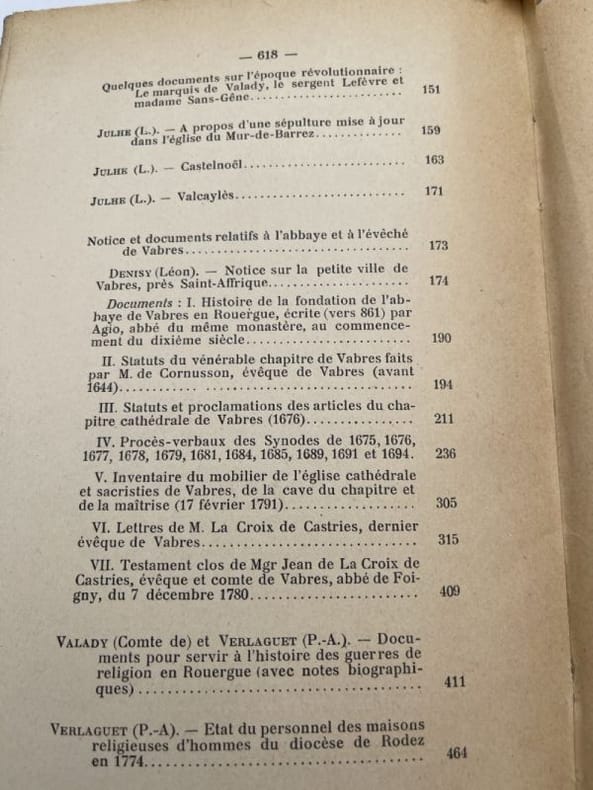 — 618 —
Quelques documents sur l'époque révolutionnaire :
Le marquis de Valady, le sergent Lefèvre et
madame Sans-Gêne........................ 151
JULHE (L.). — A propos d'une sépulture mise à jour
dans l'église du Mur-de-Barrez............. 159
JULHE (L.). — Castelnoël........................ 163
JULHE (L.). — Valcaylès......................... 171
Notice et documents relatifs à l'abbaye et à l'évêché
de Vabres................................. 173
DENISY (Léon). — Notice sur la petite ville de
Vabres, près Saint-Affrique..................... 174
Documents : I. Histoire de la fondation de l'ab-
baye de Vabres en Rouergue, écrite (vers 861) par
Agio, abbé du même monastère, au commence-
ment du dixième siècle........................ 190
II. Statuts du vénérable chapitre de Vabres faits
par M. de Cornusson, évêque de Vabres (avant
1644)............ .............................. 194
III. Statuts et proclamations des articles du cha-
pitre cathédrale de Vabres (1676)................ 211
IV. Procès-verbaux des Synodes de 1675, 1676,
1677, 1678, 1679, 1681, 1684, 1685, 1689, 1691 et 1694. 236
V. Inventaire du mobilier de l'église cathédrale
et sacristies de Vabres, de la cave du chapitre et
de la maîtrise (17 février 1791)................... 305
VI. Lettres de M. La Croix de Castries, dernier
évêque de Vabres............................... 315
VII. Testament clos de Mgr Jean de La Croix de
Castries, évêque et comte de Vabres, abbé de Foi-
gny, du 7 décembre 1780........................ 409
VALADY (Comte de) et VERLAGUET (P.-A.). — Docu-
ments pour servir à l'histoire des guerres de
religion en Rouergue (avec notes biographi-
ques)........................................ 411
VERLAGUET (P.-A). — Etat du personnel des maisons
religieuses d'hommes du diocèse de Rodez
en 1774....................................... 464